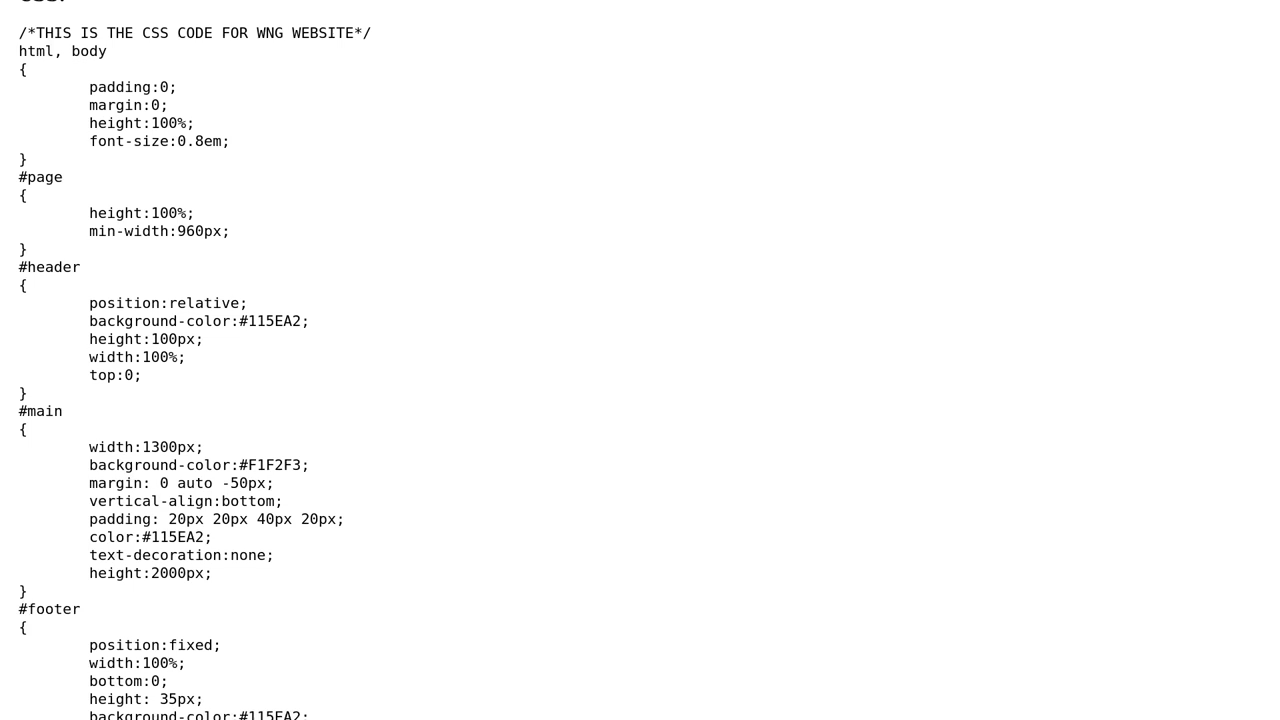 /*THIS IS THE CSS CODE FOR WNG WEBSITE*/
html, body
{
        padding:0;
        margin:0;
        height:100%;
        font-size:0.8em;
}
#page
{
        height:100%;
        min-width:960px;
}
#header
{
        position:relative;
        background-color:#115EA2;
        height:100px;
        width:100%;
        top:0;
}
#main
{
        width:1300px;
        background-color:#F1F2F3;
        margin: 0 auto -50px;
        vertical-align:bottom;
        padding: 20px 20px 40px 20px;
        color:#115EA2;
        text-decoration:none;
        height:2000px;
}
#footer
{
        position:fixed;
        width:100%;
        bottom:0;
        height: 35px;
        background-color:#115EA2;